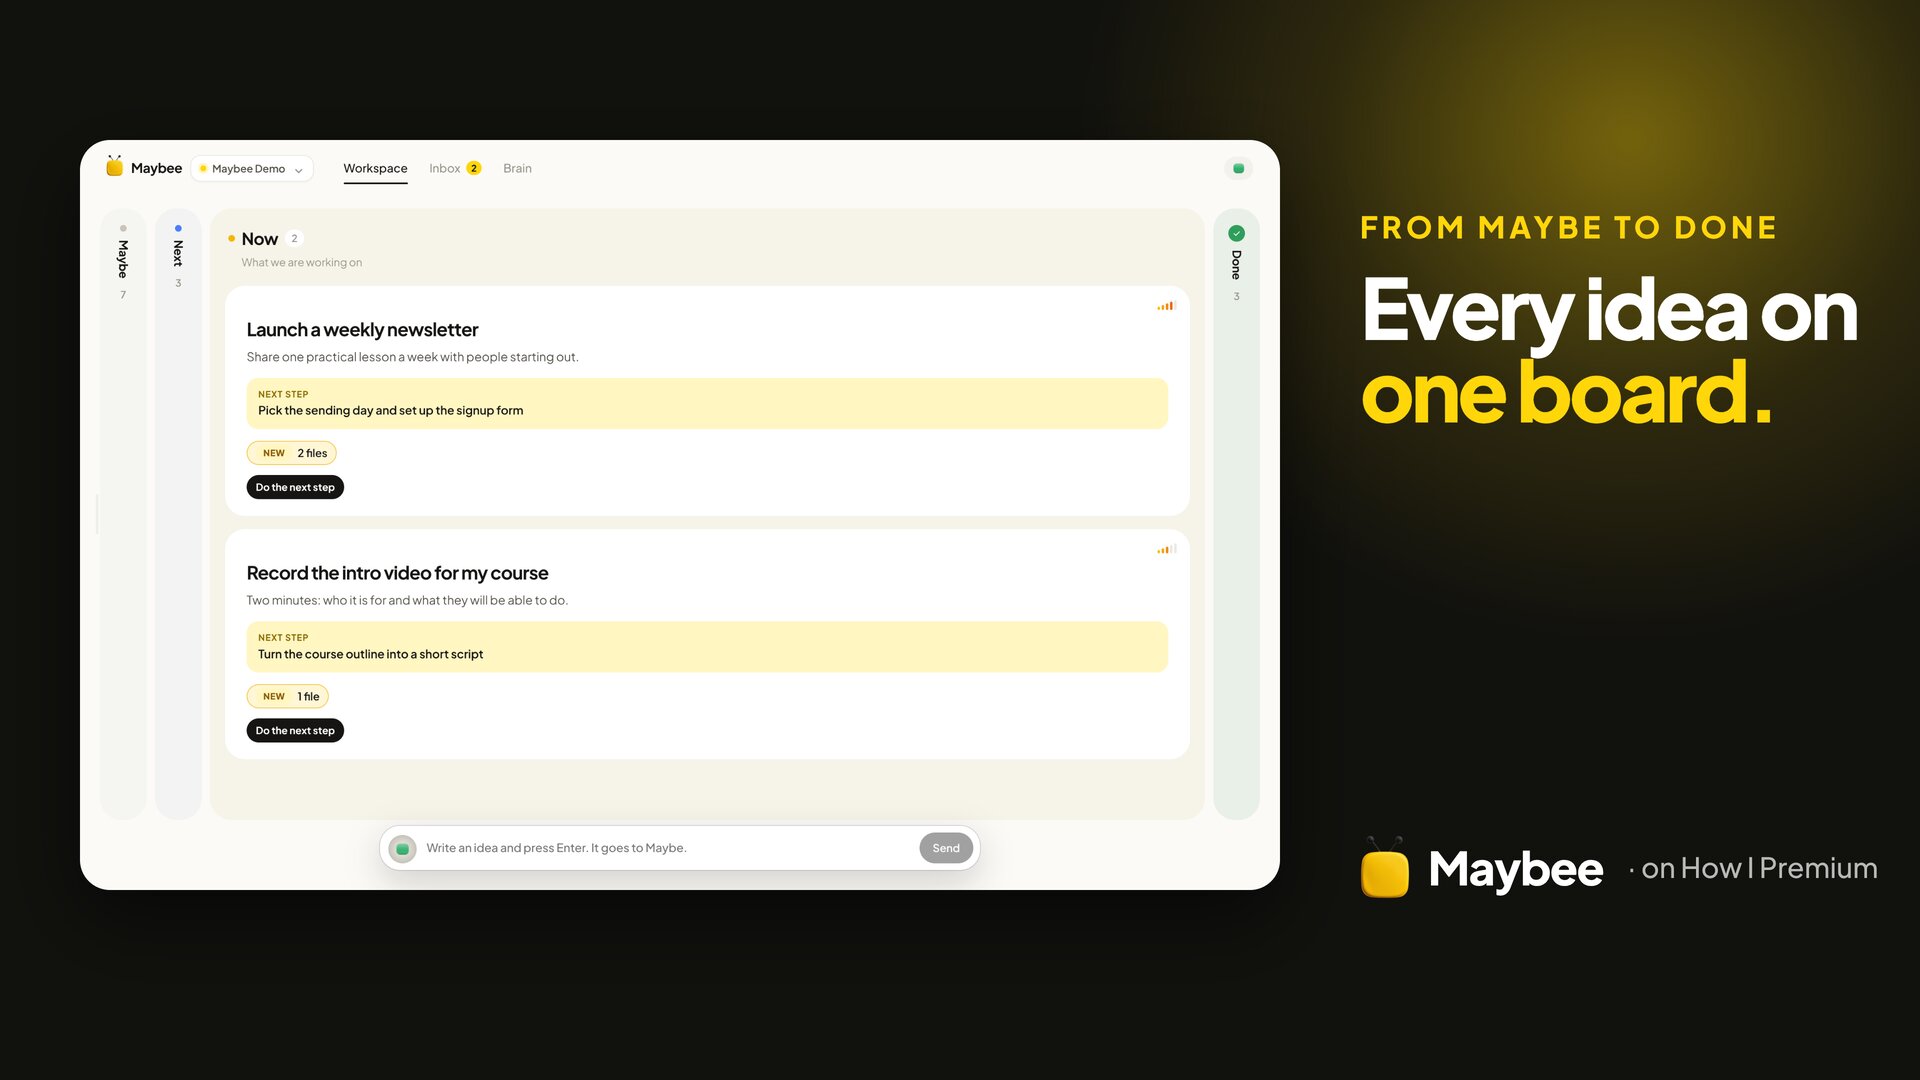 Maybee
Maybee Demo
Workspace
Inbox 2
Brain
Maybe
7
Next
3
Now 2
What we are working on
Launch a weekly newsletter
Share one practical lesson a week with people starting out.
NEXT STEP
Pick the sending day and set up the signup form
NEW 2 files
Do the next step
Record the intro video for my course
Two minutes: who it is for and what they will be able to do.
NEXT STEP
Turn the course outline into a short script
NEW 1 file
Do the next step
Done
3
Write an idea and press Enter. It goes to Maybe.
Send
FROM MAYBE TO DONE
Every idea on
one board.
Maybee · on How I Premium